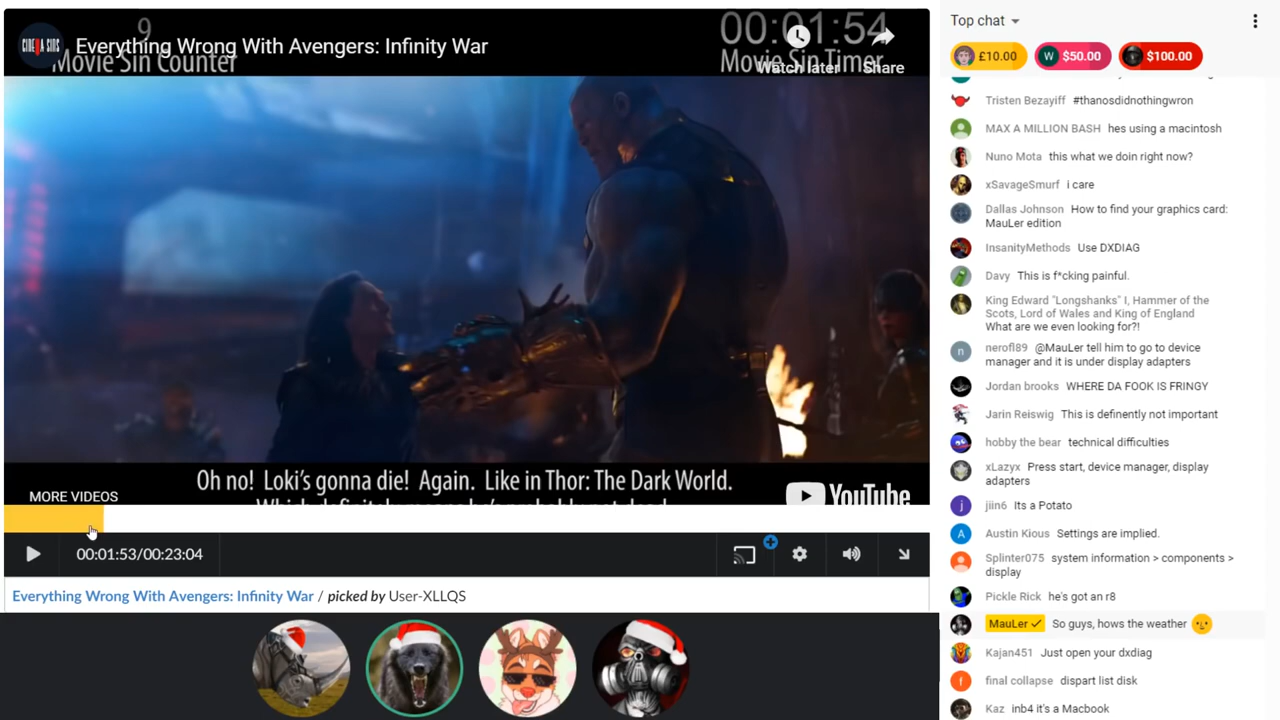 9
00:01:54
CINEMA SINS
Everything Wrong With Avengers: Infinity War
Movie Sin Counter
Movie Sin Timer
Watch later
Share
Oh no! Loki's gonna die! Again. Like in Thor: The Dark World.
Which definitely means he's probably not dead.
MORE VIDEOS
YouTube
00:01:53/00:23:04
Everything Wrong With Avengers: Infinity War / picked by User-XLLQS
Top chat
£10.00
W $50.00
$100.00
Tristen Bezayiff #thanosdidnothingwron
MAX A MILLION BASH hes using a macintosh
Nuno Mota this what we doin right now?
xSavageSmurf i care
Dallas Johnson How to find your graphics card:
MauLer edition
InsanityMethods Use DXDIAG
Davy This is f*cking painful.
King Edward "Longshanks" I, Hammer of the
Scots, Lord of Wales and King of England
What are we even looking for?!
n nerofl89 @MauLer tell him to go to device
manager and it is under display adapters
Jordan brooks WHERE DA FOOK IS FRINGY
Jarin Reiswig This is definently not important
hobby the bear technical difficulties
xLazyx Press start, device manager, display
adapters
j jiin6 Its a Potato
A Austin Kious Settings are implied.
Splinter075 system information > components >
display
Pickle Rick he's got an r8
MauLer So guys, hows the weather
Kajan451 Just open your dxdiag
f final collapse dispart list disk
Kaz inb4 it's a Macbook